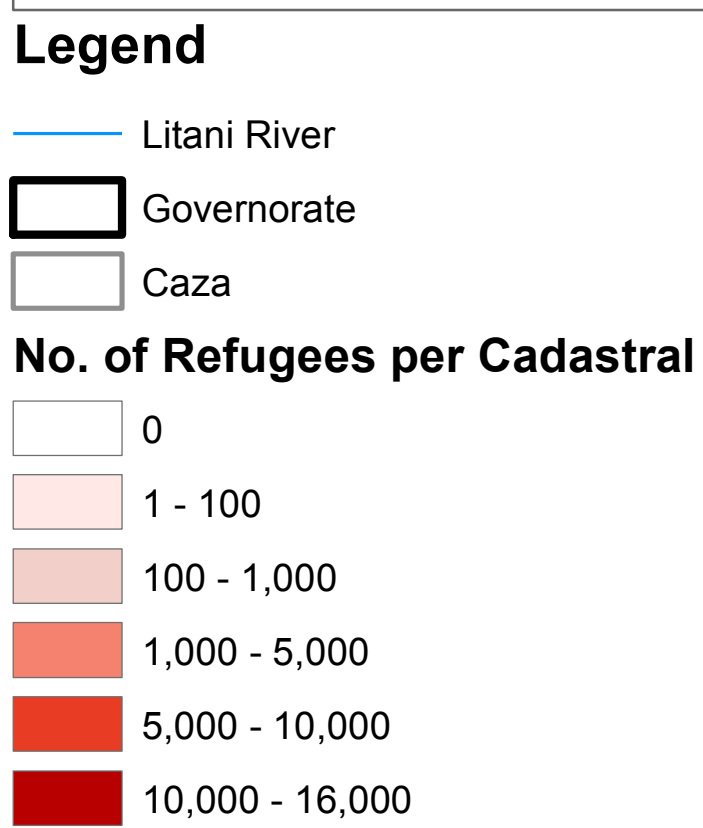 Legend
Litani River
Governorate
Caza
No. of Refugees per Cadastral
0
1 - 100
100 - 1,000
1,000 - 5,000
5,000 - 10,000
10,000 - 16,000